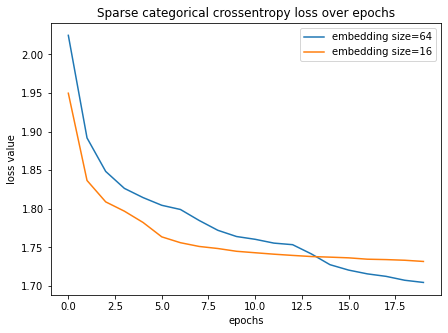 Sparse categorical crossentropy loss over epochs
embedding size=64
embedding size=16
loss value
2.00
1.95
1.90
1.85
1.80
1.75
1.70
0.0 2.5 5.0 7.5 10.0 12.5 15.0 17.5
epochs